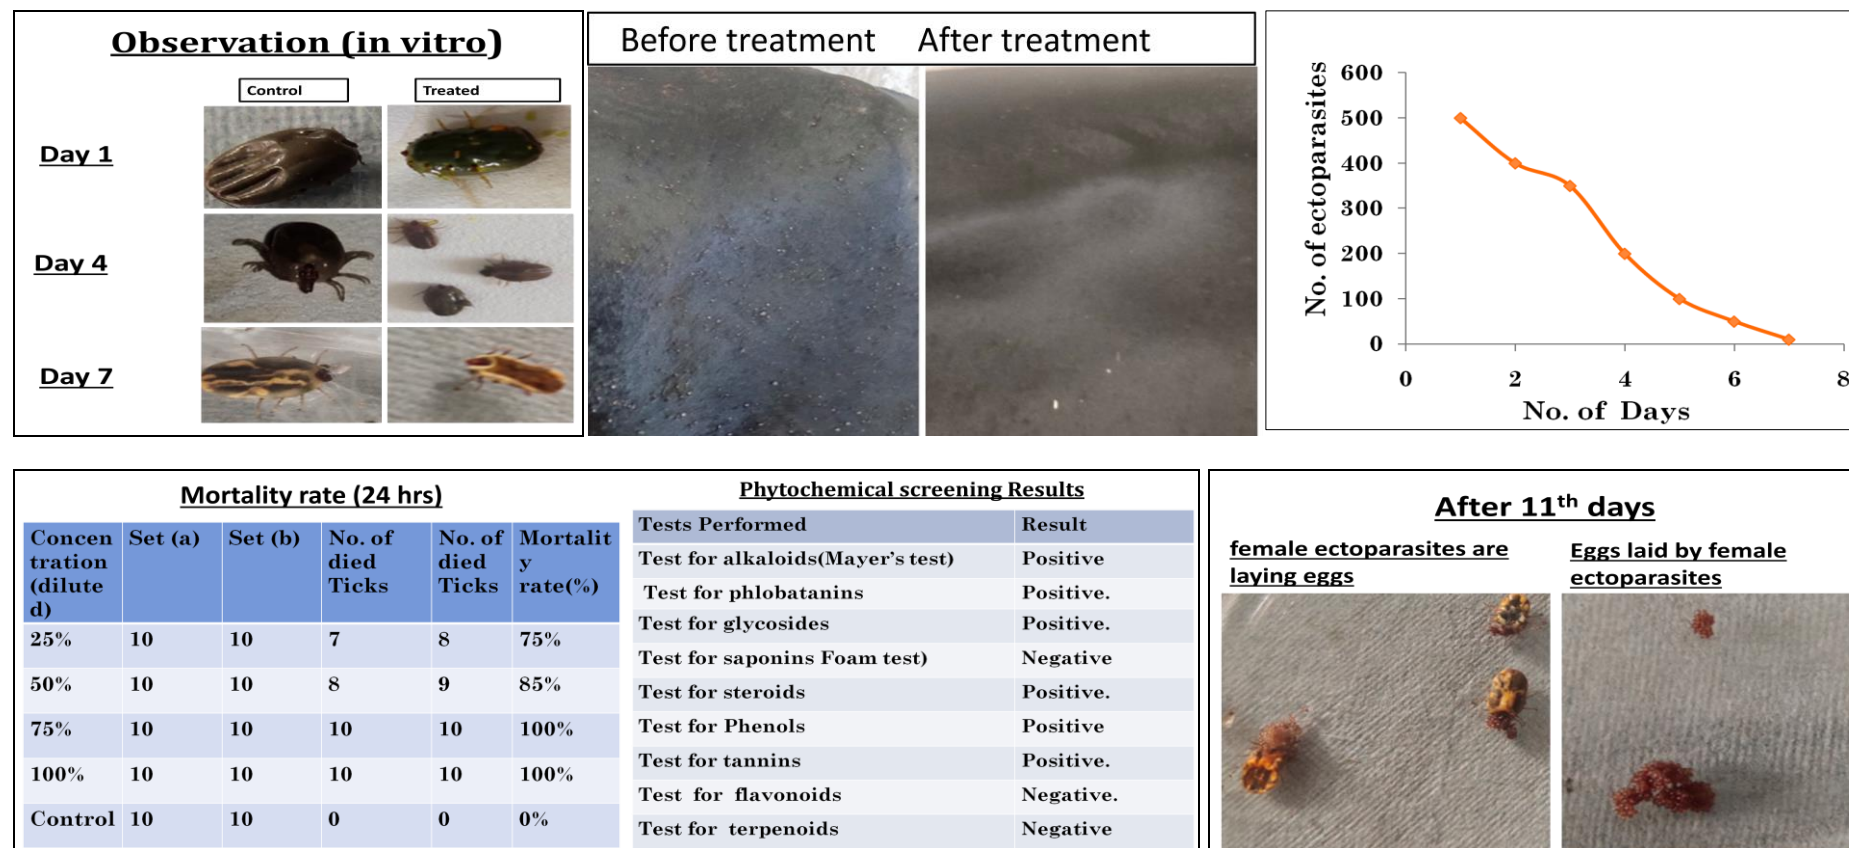 Observation (in vitro)
Control
Treated
Day 1
Day 4
Day 7
Before treatment After treatment
No. of ectoparasites
600
500
400
300
200
100
0
0 2 4 6 8
No. of Days
Mortality rate (24 hrs)
Concen Set (a) Set (b) No. of No. of Mortalit
tration died died y
(dilute Ticks Ticks rate(%)
d)
25% 10 10 7 8 75%
50% 10 10 8 9 85%
75% 10 10 10 10 100%
100% 10 10 10 10 100%
Control 10 10 0 0 0%
Phytochemical screening Results
Tests Performed Result
Test for alkaloids(Mayer’s test) Positive
Test for phlobatanins Positive.
Test for glycosides Positive.
Test for saponins Foam test) Negative
Test for steroids Positive.
Test for Phenols Positive
Test for tannins Positive.
Test for flavonoids Negative.
Test for terpenoids Negative
After 11th days
female ectoparasites are
laying eggs
Eggs laid by female
ectoparasites